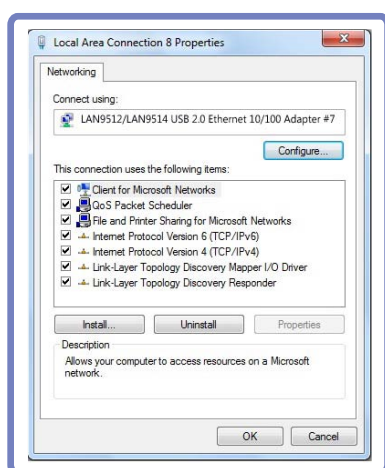 Local Area Connection 8 Properties
Networking
Connect using:
LAN9512/LAN9514 USB 2.0 Ethernet 10/100 Adapter #7
Configure...
This connection uses the following items:
Client for Microsoft Networks
QoS Packet Scheduler
File and Printer Sharing for Microsoft Networks
Internet Protocol Version 6 (TCP/IPv6)
Internet Protocol Version 4 (TCP/IPv4)
Link-Layer Topology Discovery Mapper I/O Driver
Link-Layer Topology Discovery Responder
Install... Uninstall Properties
Description
Allows your computer to access resources on a Microsoft
network.
OK Cancel